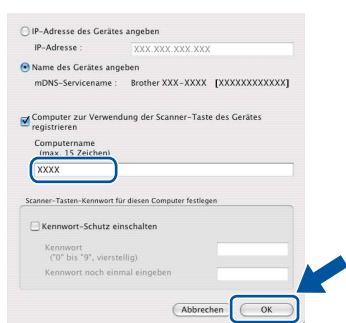 IP-Adresse des Gerätes angeben
IP-Adresse : XXX.XXX.XXX.XXX
Name des Gerätes angeben
mDNS-Servicename : Brother XXX-XXXX [XXXXXXXXXXXX]
Computer zur Verwendung der Scanner-Taste des Gerätes
registrieren
Computername
(max. 15 Zeichen)
XXXX
Scanner-Tasten-Kennwort für diesen Computer festlegen
Kennwort-Schutz einschalten
Kennwort
("0" bis "9", vierstellig)
Kennwort noch einmal eingeben
Abbrechen OK